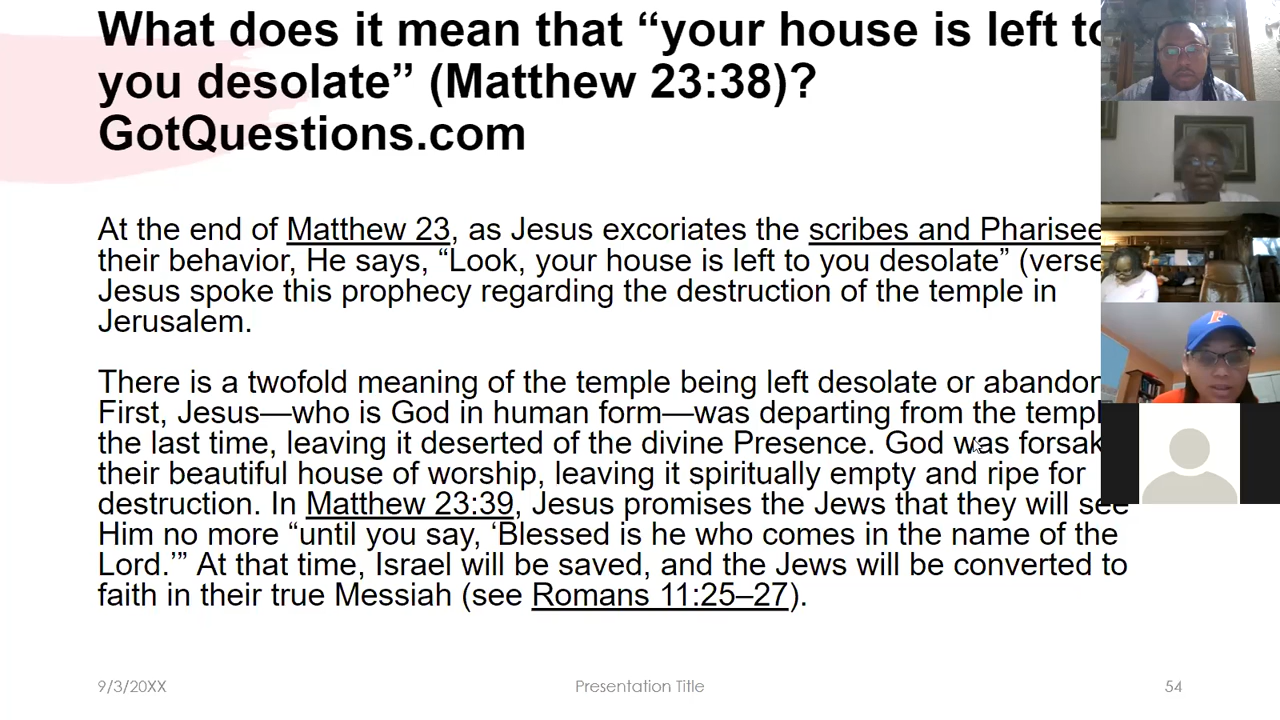 What does it mean that “your house is left to
you desolate” (Matthew 23:38)?
GotQuestions.com
At the end of Matthew 23, as Jesus excoriates the scribes and Pharisee
their behavior, He says, “Look, your house is left to you desolate” (verse
Jesus spoke this prophecy regarding the destruction of the temple in
Jerusalem.
There is a twofold meaning of the temple being left desolate or abandon
First, Jesus—who is God in human form—was departing from the templ
the last time, leaving it deserted of the divine Presence. God was forsak
their beautiful house of worship, leaving it spiritually empty and ripe for
destruction. In Matthew 23:39, Jesus promises the Jews that they will see
Him no more “until you say, ‘Blessed is he who comes in the name of the
Lord.’” At that time, Israel will be saved, and the Jews will be converted to
faith in their true Messiah (see Romans 11:25–27).
9/3/20XX
Presentation Title
54